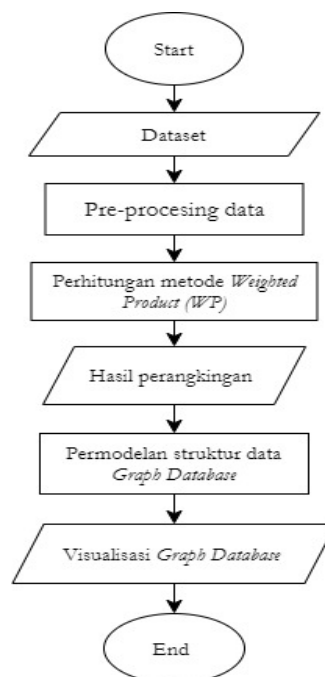 Start
Dataset
Pre-procesing data
Perhitungan metode Weighted
Product (WP)
Hasil perangkingan
Permodelan struktur data
Graph Database
Visualisasi Graph Database
End